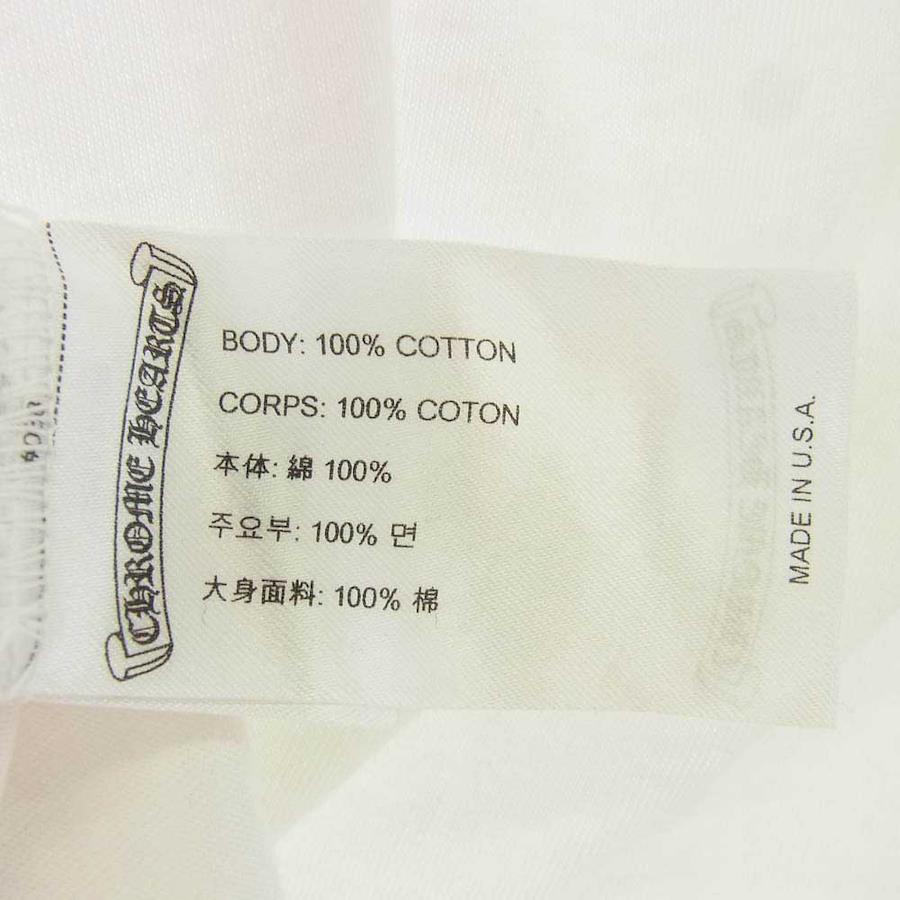 CHROME HEARTS
BODY: 100% COTTON
CORPS: 100% COTON
本体: 綿 100%
주요부: 100% 면
大身面料: 100% 棉
MADE IN U.S.A.